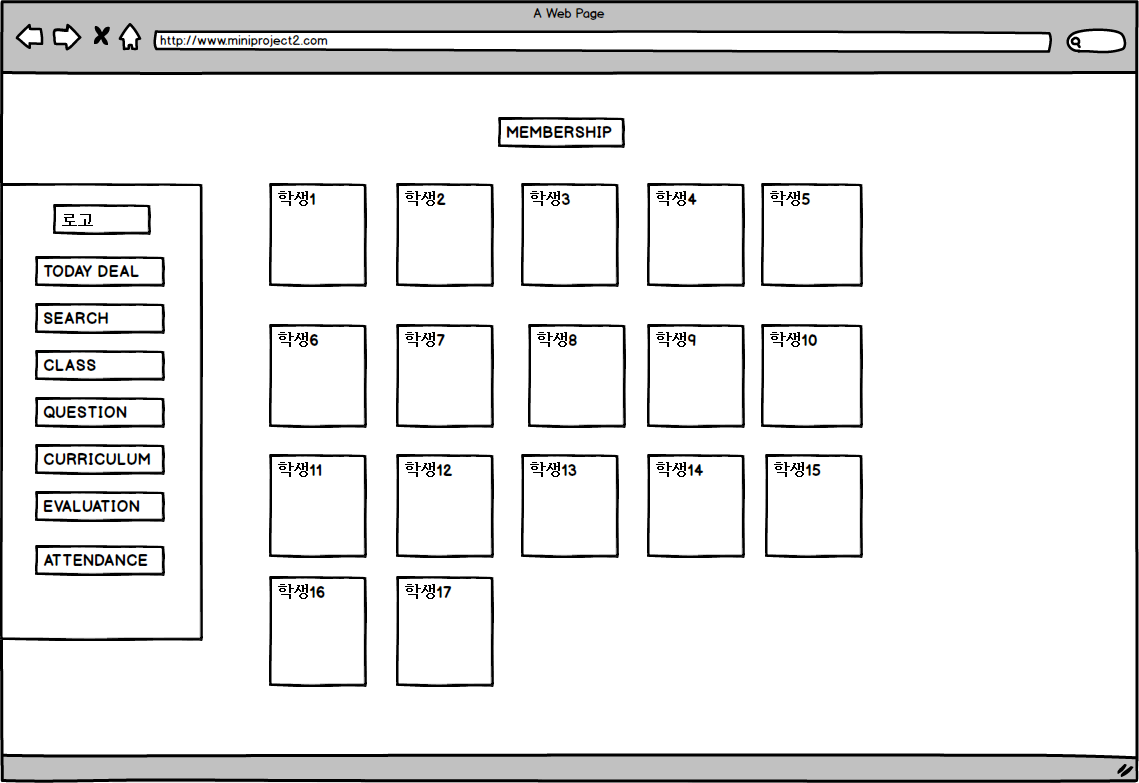 A Web Page
http://www.miniproject2.com
MEMBERSHIP
로고
TODAY DEAL
SEARCH
CLASS
QUESTION
CURRICULUM
EVALUATION
ATTENDANCE
학생1 학생2 학생3 학생4 학생5
학생6 학생7 학생8 학생9 학생10
학생11 학생12 학생13 학생14 학생15
학생16 학생17